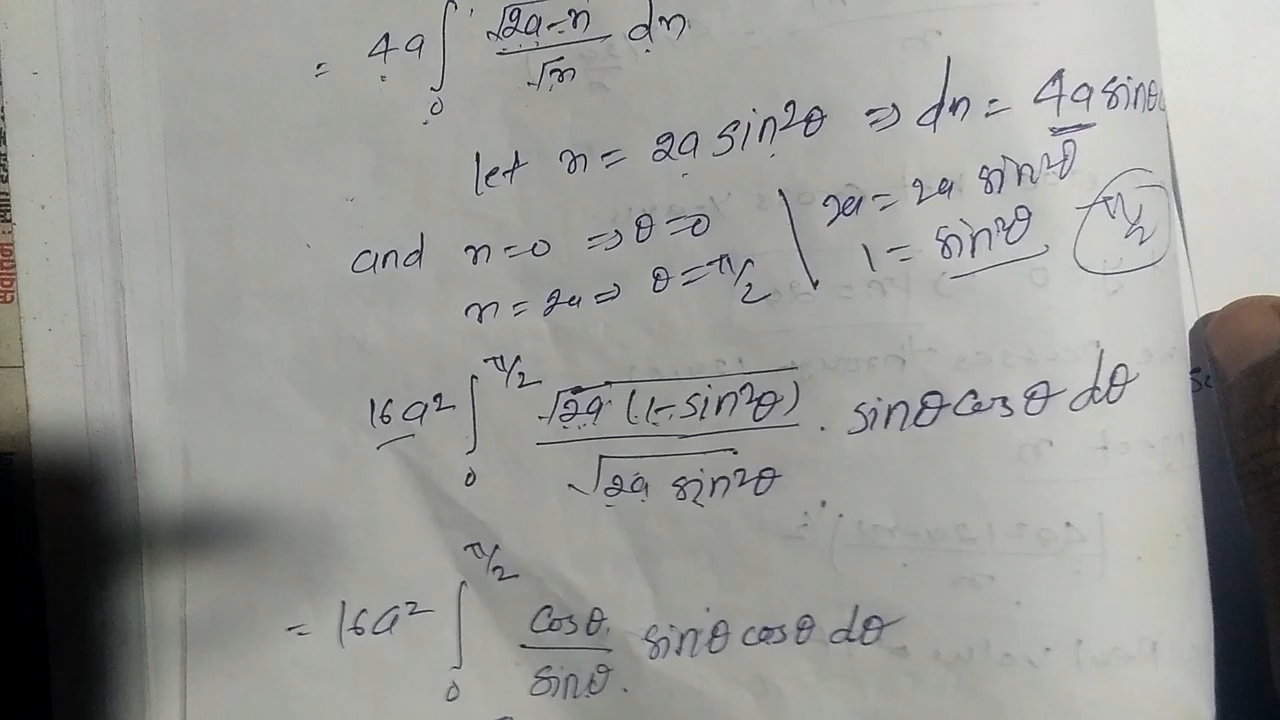 = 4a ∫₀ √(2a-x)/√x dx
let x = 2a sin²θ ⇒ dx = 4a sinθ
and x=0 ⇒ θ=0 | 2a = 2a sin²θ
x = 2a ⇒ θ = π/2 | 1 = sin²θ π/2
16a² ∫₀^(π/2) √(2a(1-sin²θ))/√(2a sin²θ) . sinθ cosθ dθ
= 16a² ∫₀^(π/2) cosθ/sinθ . sinθ cosθ dθ